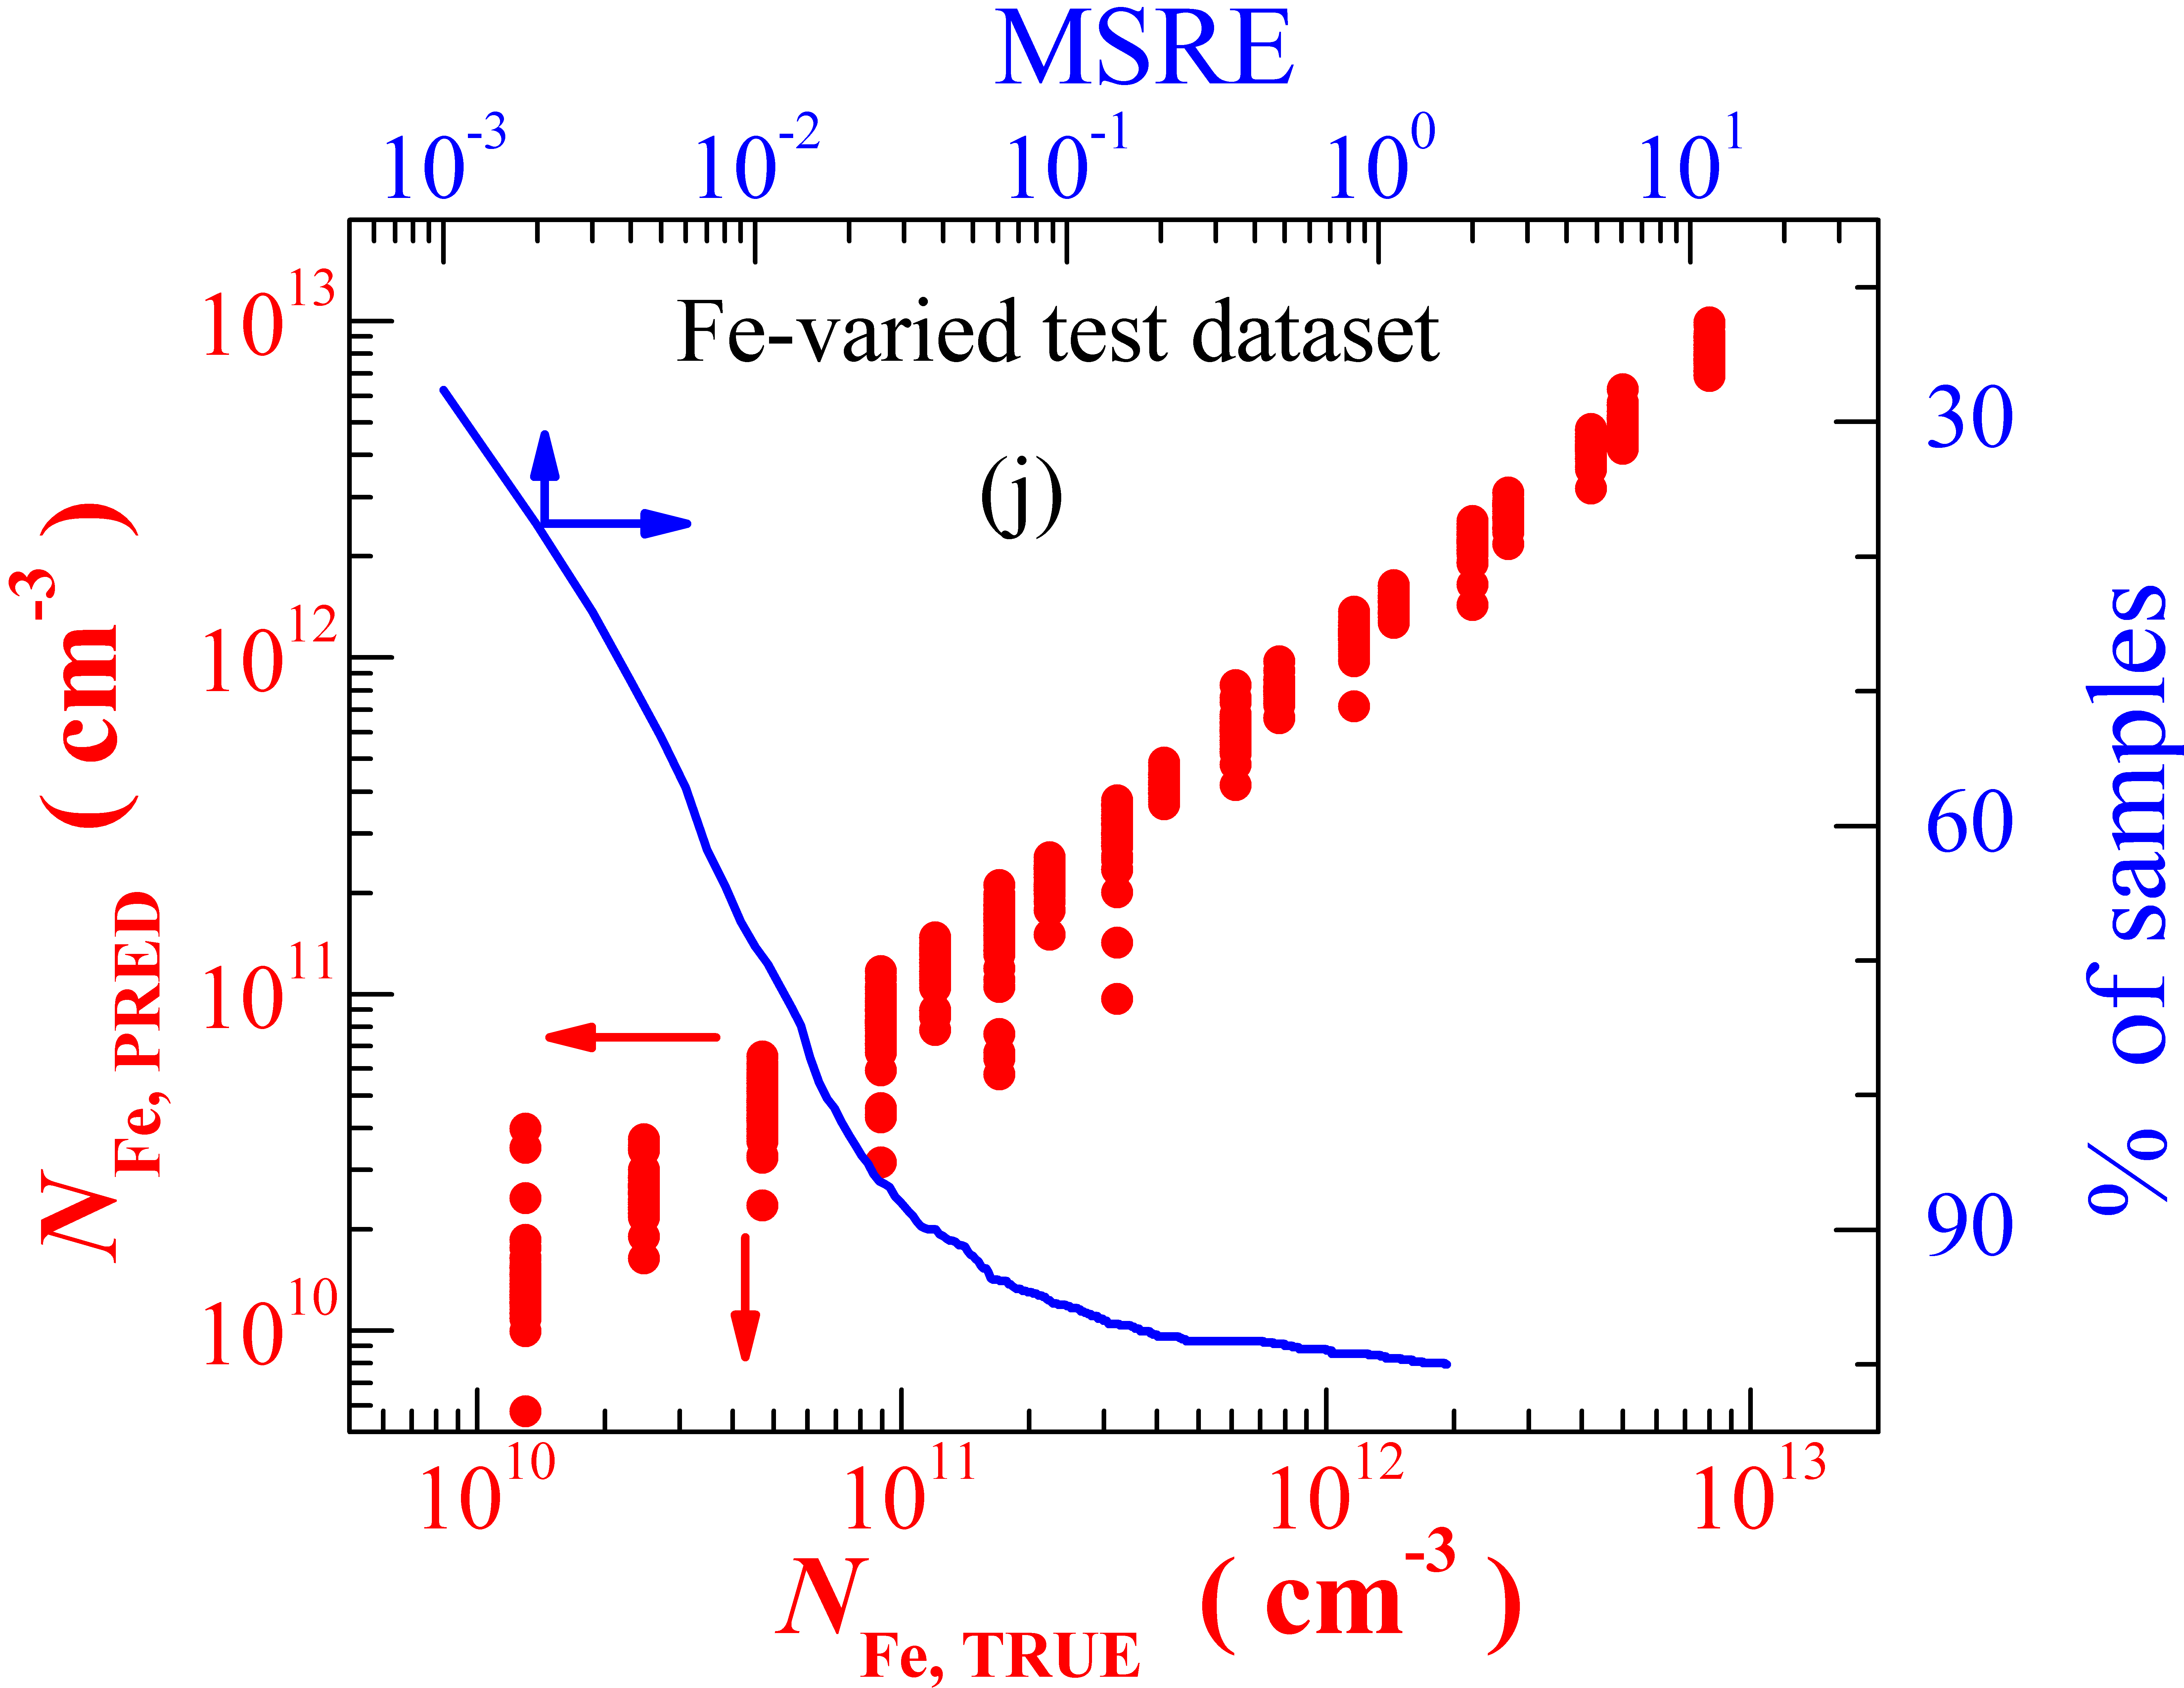 MSRE
10⁻³ 10⁻² 10⁻¹ 10⁰ 10¹
Fe-varied test dataset
(j)
10¹³
10¹²
10¹¹
10¹⁰
N Fe, PRED ( cm⁻³ )
30
60
90
% of samples
10¹⁰ 10¹¹ 10¹² 10¹³
N Fe, TRUE ( cm⁻³ )